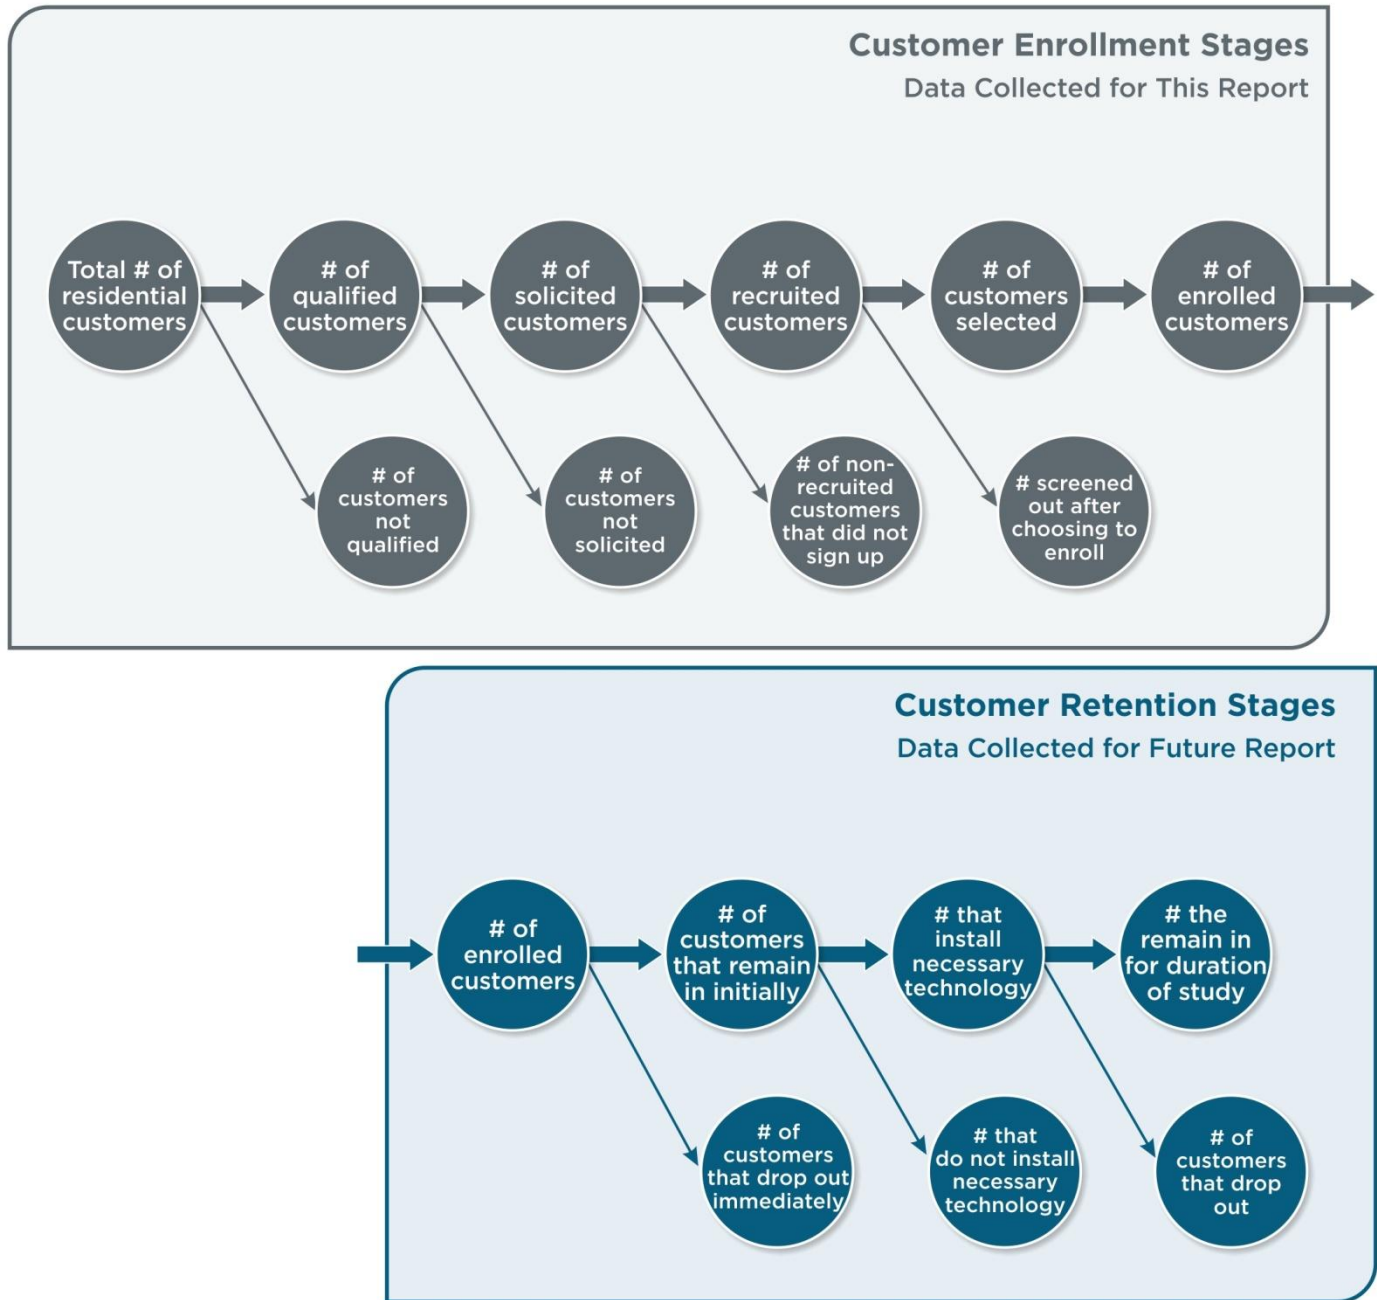 Customer Enrollment Stages
Data Collected for This Report
Total # of
residential
customers
# of
qualified
customers
# of
solicited
customers
# of
recruited
customers
# of
customers
selected
# of
enrolled
customers
# of
customers
not
qualified
# of
customers
not
solicited
# of non-
recruited
customers
that did not
sign up
# screened
out after
choosing to
enroll
Customer Retention Stages
Data Collected for Future Report
# of
enrolled
customers
# of
customers
that remain
in initially
# that
install
necessary
technology
# the
remain in
for duration
of study
# of
customers
that drop out
immediately
# that
do not install
necessary
technology
# of
customers
that drop
out